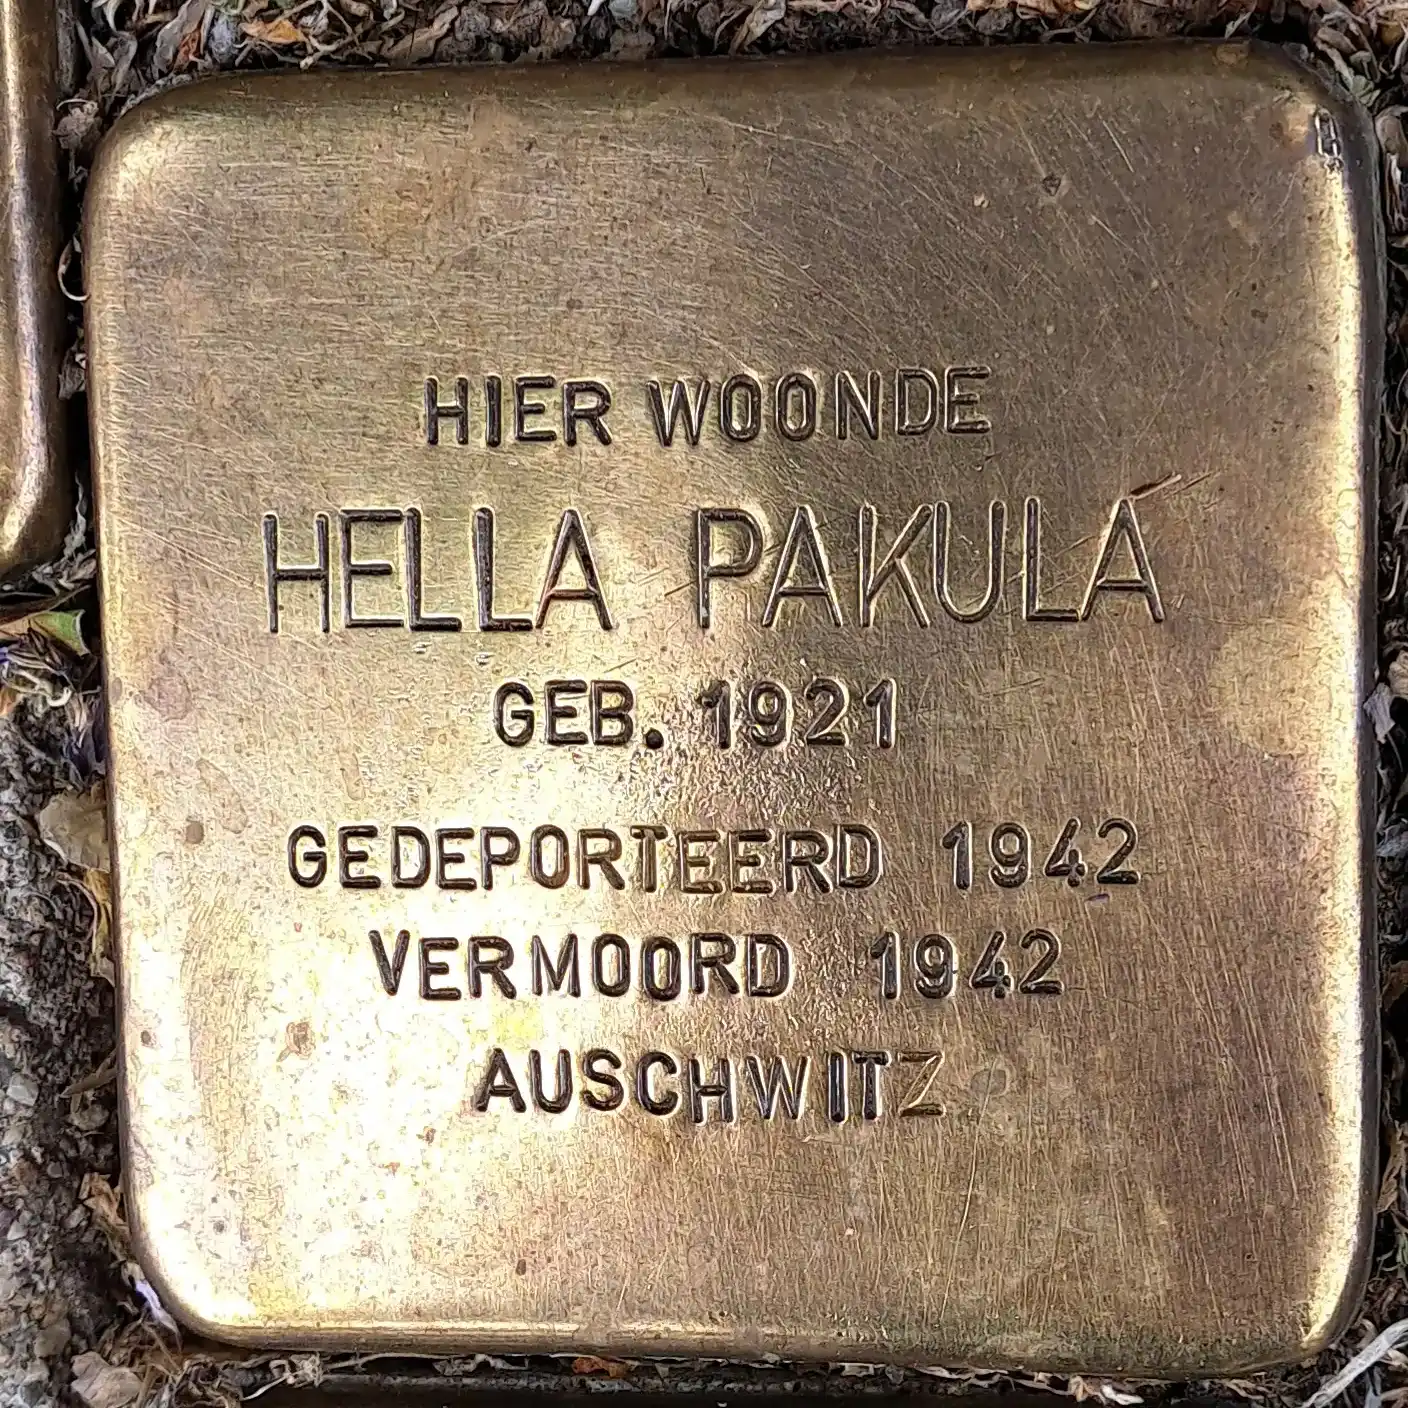 HIER WOONDE
HELLA PAKULA
GEB. 1921
GEDEPORTEERD 1942
VERMOORD 1942
AUSCHWITZ